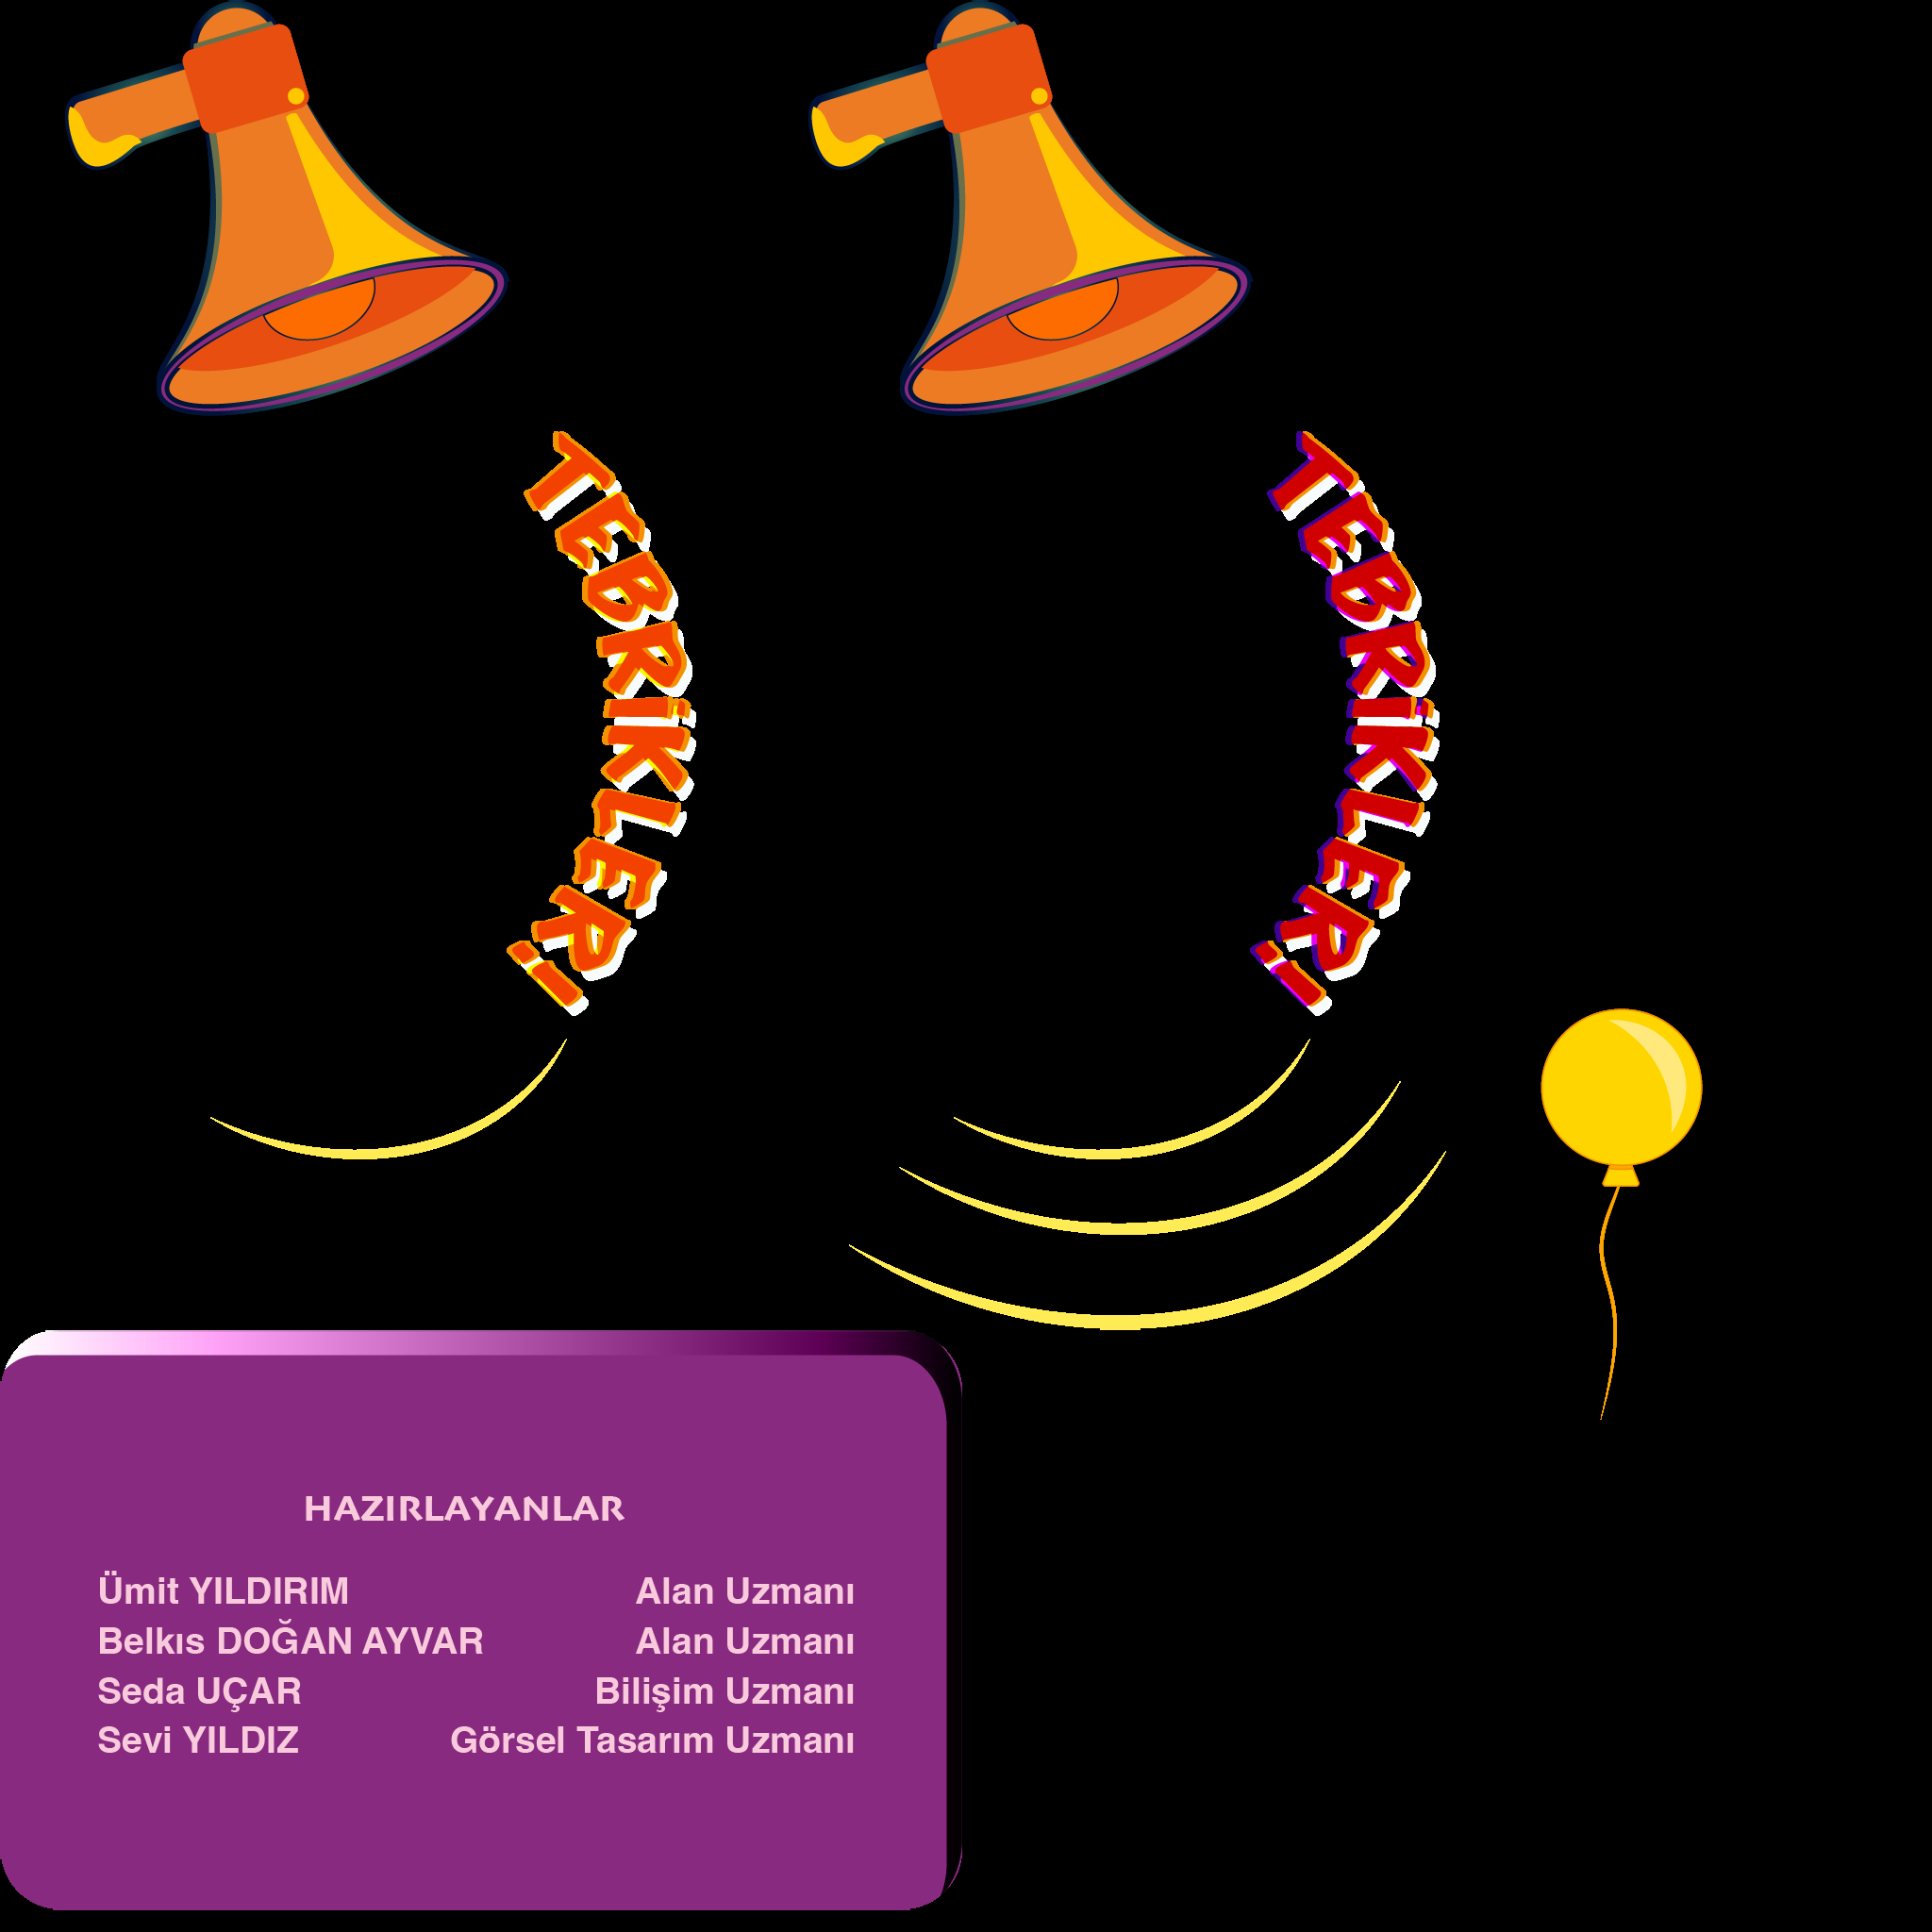 TEBRİKLER!
TEBRİKLER!
HAZIRLAYANLAR
Ümit YILDIRIM Alan Uzmanı
Belkıs DOĞAN AYVAR Alan Uzmanı
Seda UÇAR Bilişim Uzmanı
Sevi YILDIZ Görsel Tasarım Uzmanı